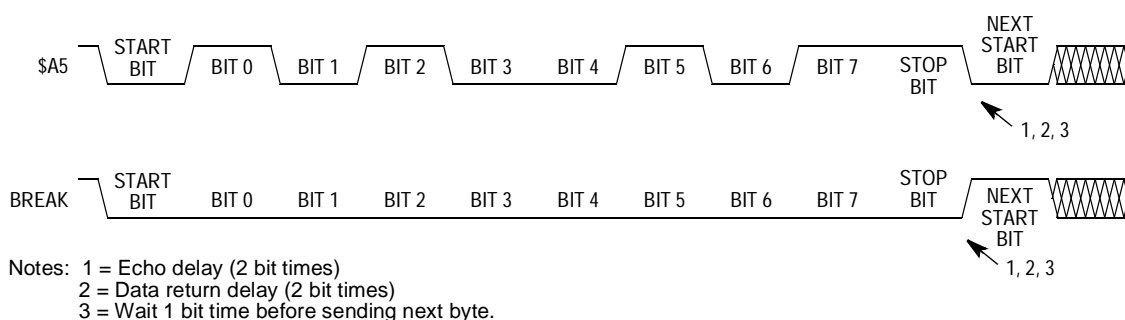 NEXT
START
BIT
$A5 START
BIT BIT 0 BIT 1 BIT 2 BIT 3 BIT 4 BIT 5 BIT 6 BIT 7 STOP
BIT
1, 2, 3
BREAK START
BIT BIT 0 BIT 1 BIT 2 BIT 3 BIT 4 BIT 5 BIT 6 BIT 7 STOP
BIT NEXT
START
BIT
1, 2, 3
Notes: 1 = Echo delay (2 bit times)
2 = Data return delay (2 bit times)
3 = Wait 1 bit time before sending next byte.